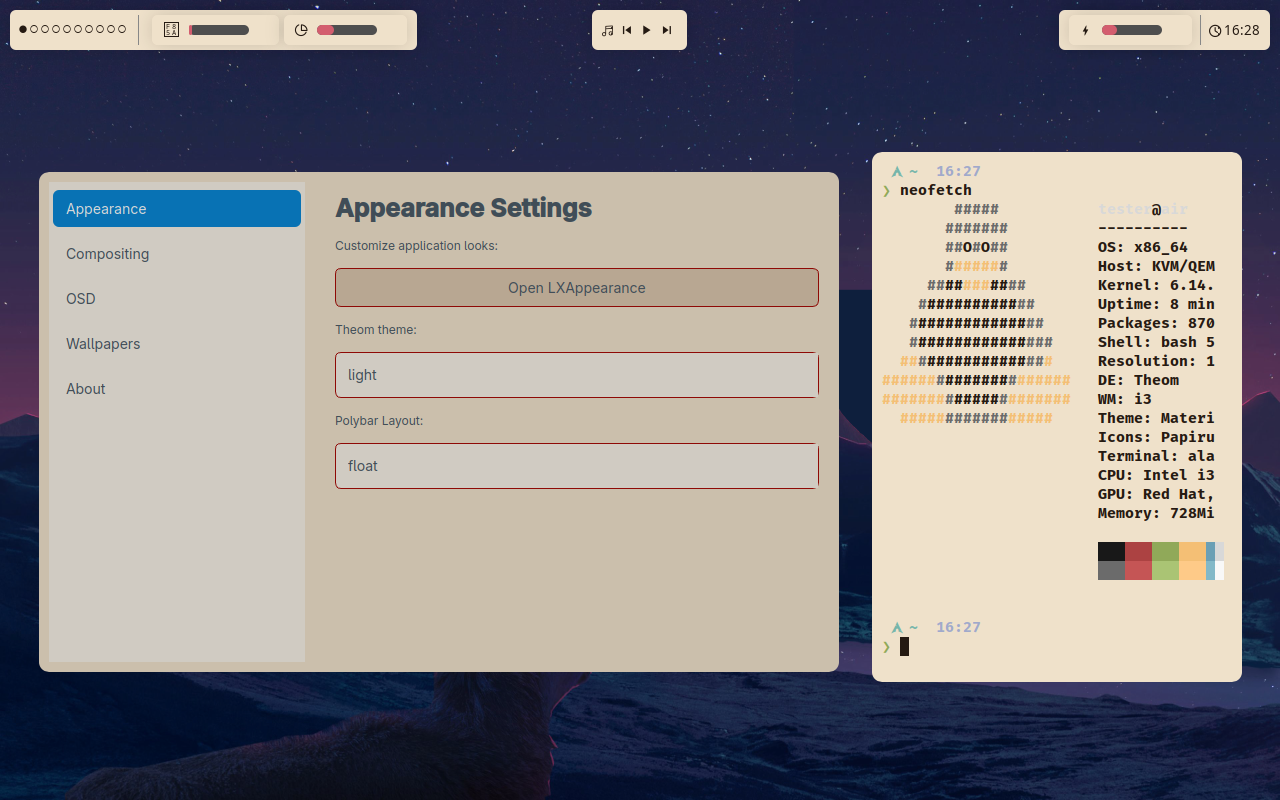 F8
5A
16:28
Appearance
Compositing
OSD
Wallpapers
About
Appearance Settings
Customize application looks:
Open LXAppearance
Theom theme:
light
Polybar Layout:
float
~ 16:27
❯ neofetch
##### tester@air
####### ----------
##O#O## OS: x86_64
####### Host: KVM/QEM
########### Kernel: 6.14.
############# Uptime: 8 min
############### Packages: 870
################ Shell: bash 5
################# Resolution: 1
##################### DE: Theom
##################### WM: i3
################# Theme: Materi
Icons: Papiru
Terminal: ala
CPU: Intel i3
GPU: Red Hat,
Memory: 728Mi
~ 16:27
❯